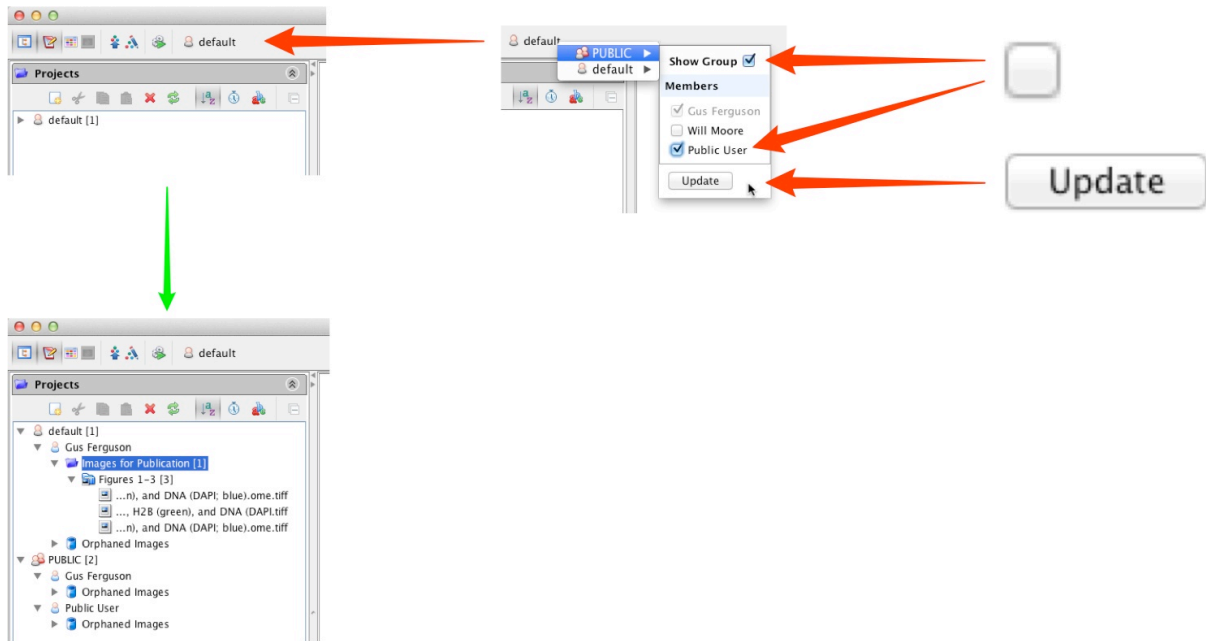 default
Projects
default [1]
default
PUBLIC
default
Show Group
Members
Gus Ferguson
Will Moore
Public User
Update
Update
default
Projects
default [1]
Gus Ferguson
Images for Publication [1]
Figures 1-3 [3]
...n), and DNA (DAPI; blue).ome.tiff
..., H2B (green), and DNA (DAPI.tiff
...n), and DNA (DAPI; blue).ome.tiff
Orphaned Images
PUBLIC [2]
Gus Ferguson
Orphaned Images
Public User
Orphaned Images